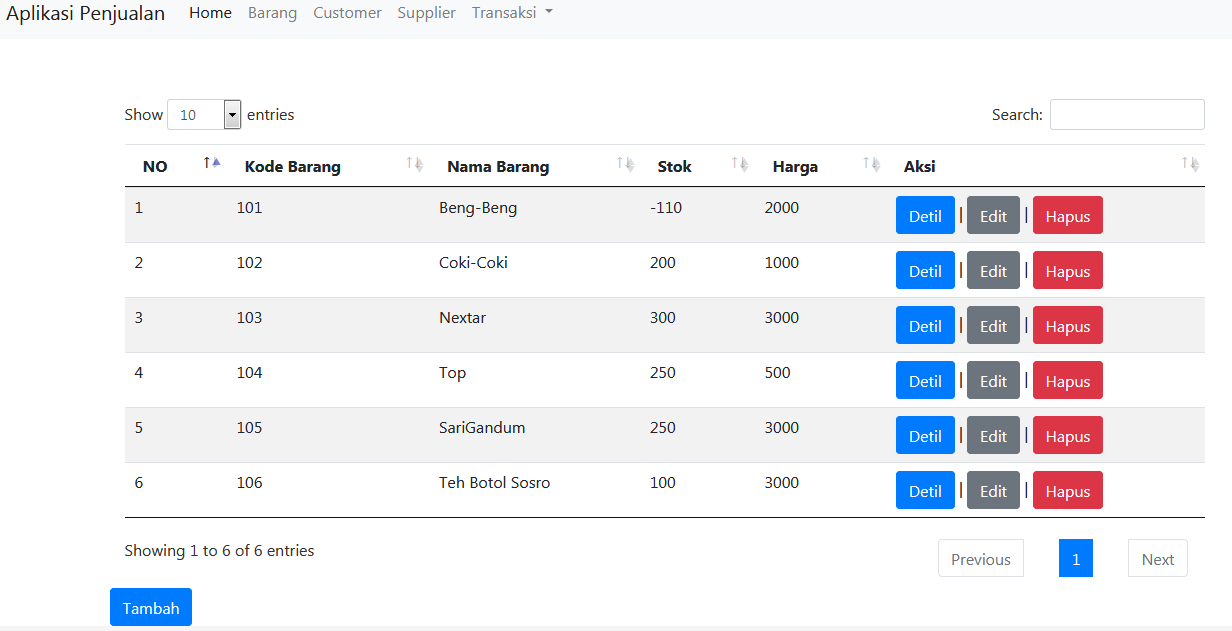 Aplikasi Penjualan Home Barang Customer Supplier Transaksi
Show 10 entries Search:
NO Kode Barang Nama Barang Stok Harga Aksi
1 101 Beng-Beng -110 2000 Detil | Edit | Hapus
2 102 Coki-Coki 200 1000 Detil | Edit | Hapus
3 103 Nextar 300 3000 Detil | Edit | Hapus
4 104 Top 250 500 Detil | Edit | Hapus
5 105 SariGandum 250 3000 Detil | Edit | Hapus
6 106 Teh Botol Sosro 100 3000 Detil | Edit | Hapus
Showing 1 to 6 of 6 entries Previous 1 Next
Tambah